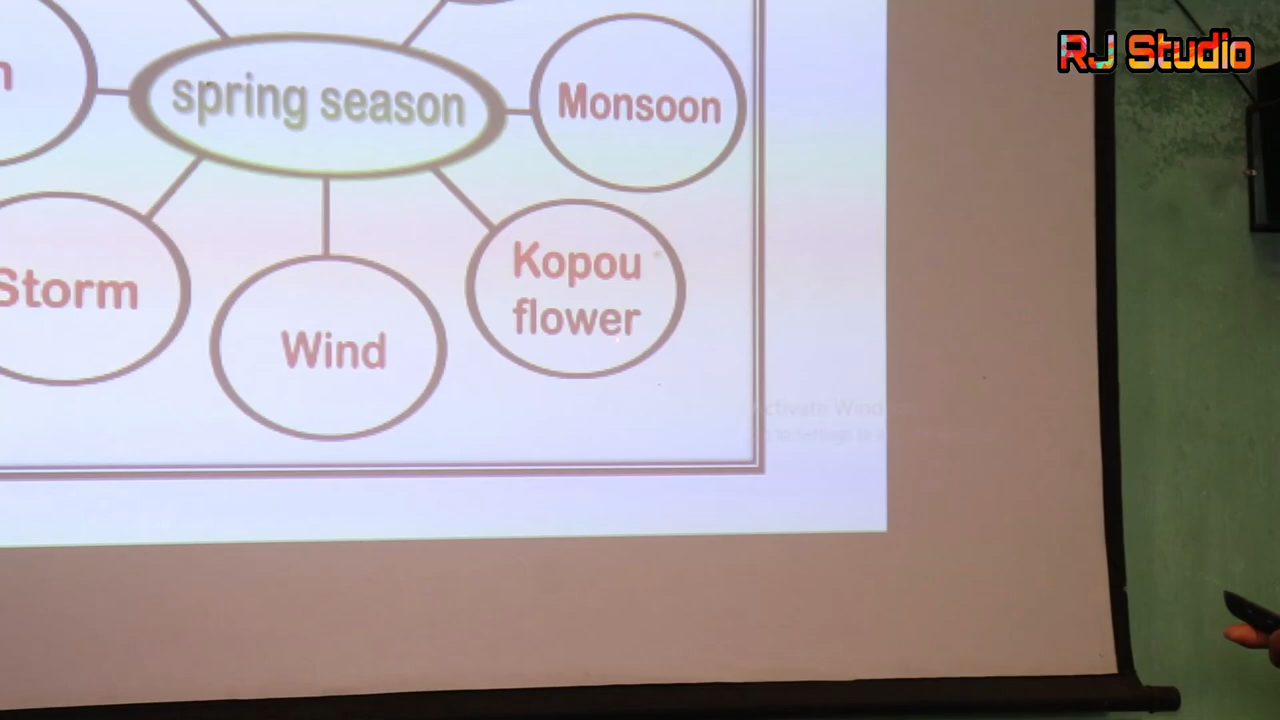 RJ Studio
spring season
Monsoon
Storm
Wind
Kopou
flower